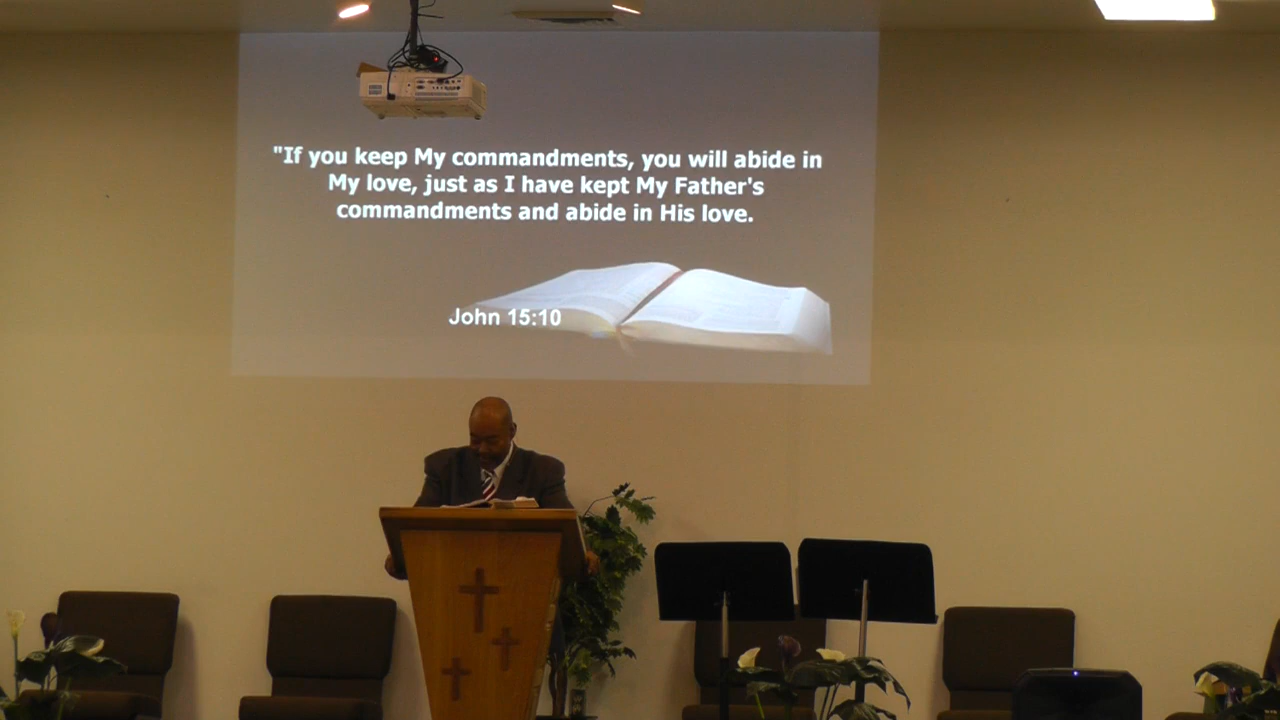 "If you keep My commandments, you will abide in
My love, just as I have kept My Father's
commandments and abide in His love.
John 15:10